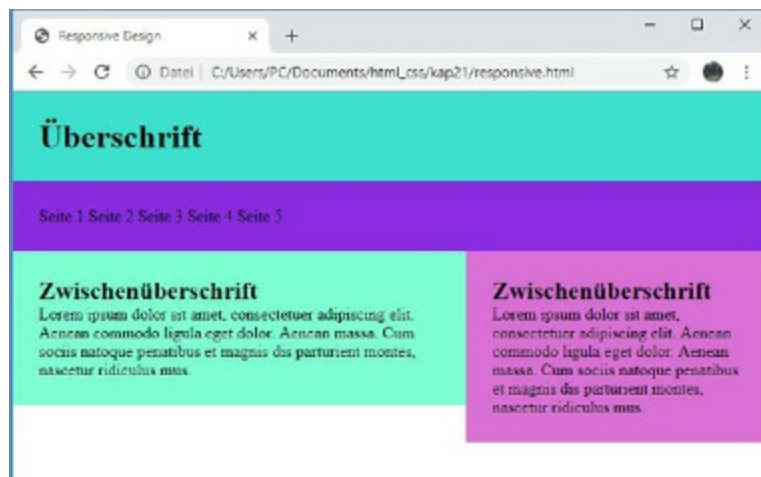 Responsive Design
Datei C:/Users/PC/Documents/html_css/kap21/responsive.html
Überschrift
Seite 1 Seite 2 Seite 3 Seite 4 Seite 5
Zwischenüberschrift
Lorem ipsum dolor sit amet, consectetuer adipiscing elit.
Aenean commodo ligula eget dolor. Aenean massa. Cum
sociis natoque penatibus et magnis dis parturient montes,
nascetur ridiculus mus.
Zwischenüberschrift
Lorem ipsum dolor sit amet,
consectetuer adipiscing elit. Aenean
commodo ligula eget dolor. Aenean
massa. Cum sociis natoque penatibus
et magnis dis parturient montes,
nascetur ridiculus mus.